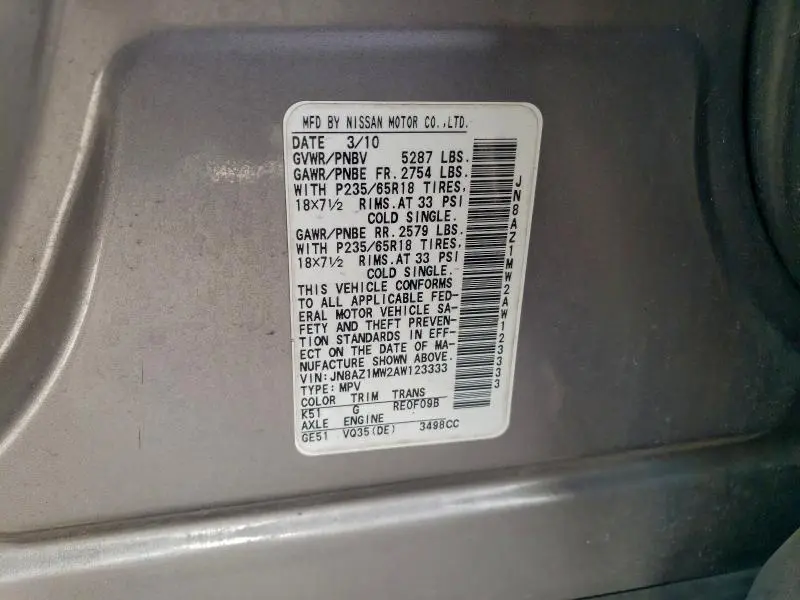 MFD BY NISSAN MOTOR CO.,LTD.
DATE 3/10
GVWR/PNBV 5287 LBS.
GAWR/PNBE FR. 2754 LBS.
WITH P235/65R18 TIRES,
18×7½ RIMS.AT 33 PSI
COLD SINGLE.
GAWR/PNBE RR. 2579 LBS.
WITH P235/65R18 TIRES,
18×7½ RIMS.AT 33 PSI
COLD SINGLE.
THIS VEHICLE CONFORMS
TO ALL APPLICABLE FED-
ERAL MOTOR VEHICLE SA-
FETY AND THEFT PREVEN-
TION STANDARDS IN EFF-
ECT ON THE DATE OF MA-
NUFACTURE SHOWN ABOVE.
VIN: JN8AZ1MW2AW123333
TYPE: MPV
COLOR TRIM TRANS
K51 G RE0F09B
AXLE ENGINE
GE51 VQ35(DE) 3498CC
JN8AZ1MW2AW123333